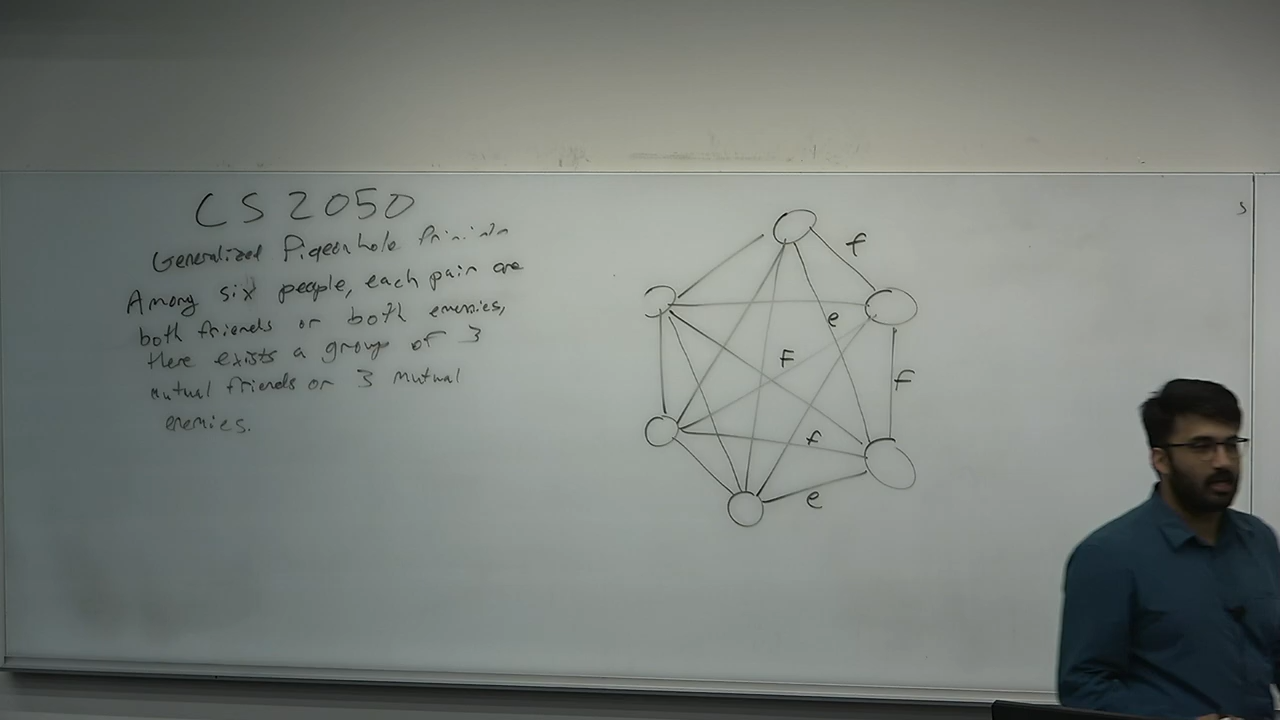 CS 2050
Generalized Pigeonhole
Among six people, each pair are
both friends or both enemies,
there exists a group of 3
mutual friends or 3 mutual
enemies.
f
e
F
f
f
e
s